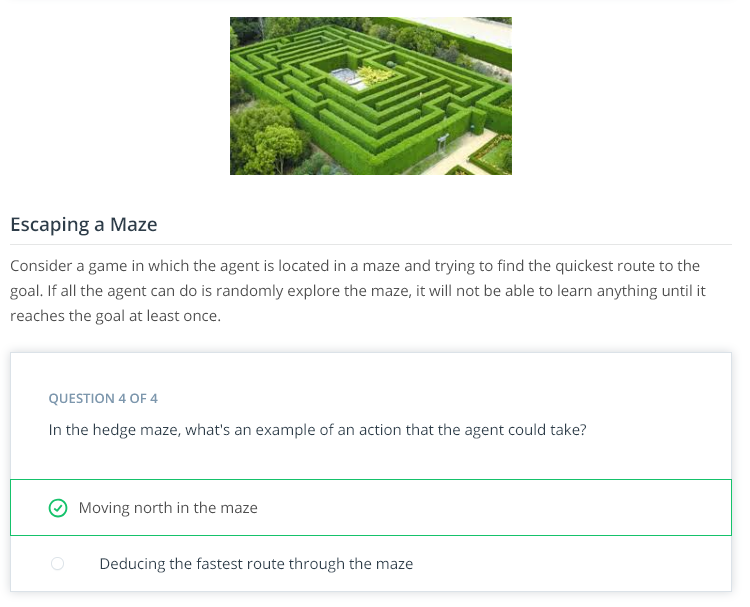 Escaping a Maze
Consider a game in which the agent is located in a maze and trying to find the quickest route to the
goal. If all the agent can do is randomly explore the maze, it will not be able to learn anything until it
reaches the goal at least once.
QUESTION 4 OF 4
In the hedge maze, what's an example of an action that the agent could take?
Moving north in the maze
Deducing the fastest route through the maze